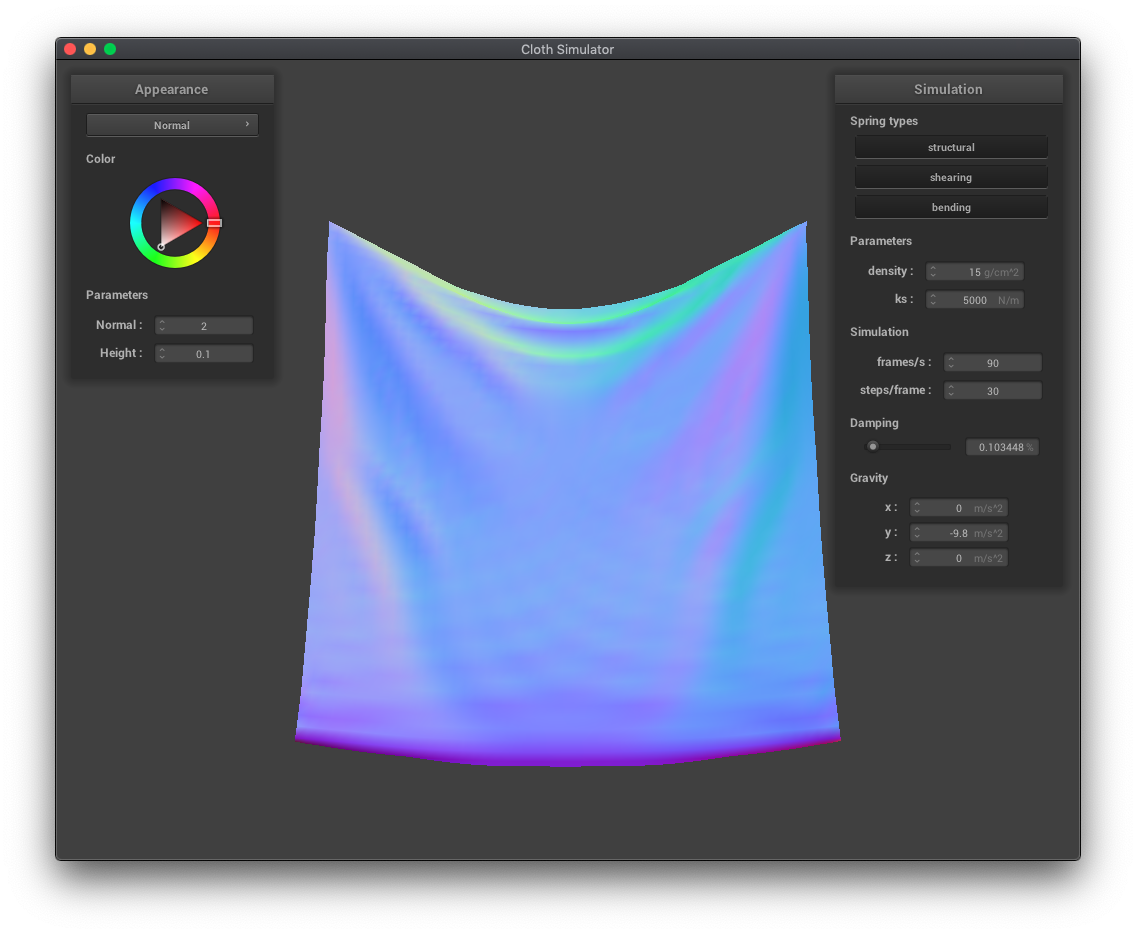 Cloth Simulator
Appearance
Normal
Color
Parameters
Normal : 2
Height : 0.1
Simulation
Spring types
structural
shearing
bending
Parameters
density : 15 g/cm^2
ks : 5000 N/m
Simulation
frames/s : 90
steps/frame : 30
Damping
0.103448 %
Gravity
x : 0 m/s^2
y : -9.8 m/s^2
z : 0 m/s^2